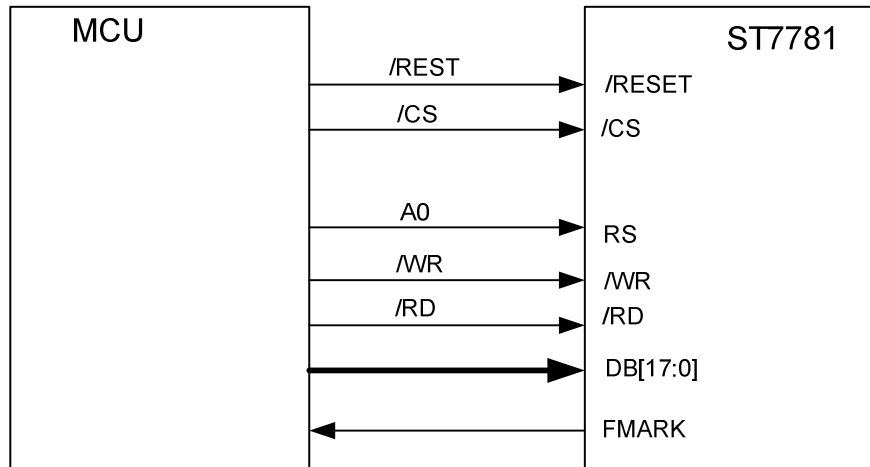 MCU
ST7781
/REST
/RESET
/CS
/CS
A0
RS
/WR
/WR
/RD
/RD
DB[17:0]
FMARK